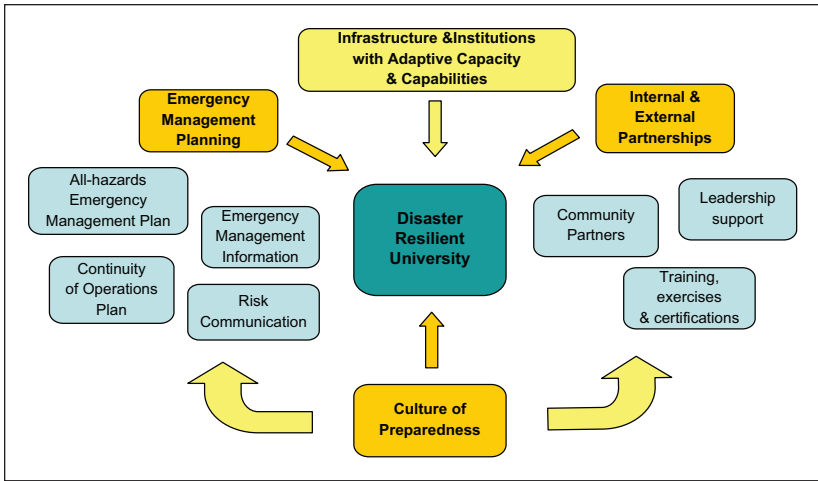 Infrastructure &Institutions
with Adaptive Capacity
& Capabilities
Emergency
Management
Planning
Internal &
External
Partnerships
All-hazards
Emergency
Management Plan
Emergency
Management
Information
Continuity
of Operations
Plan
Risk
Communication
Disaster
Resilient
University
Community
Partners
Leadership
support
Training,
exercises
& certifications
Culture of
Preparedness